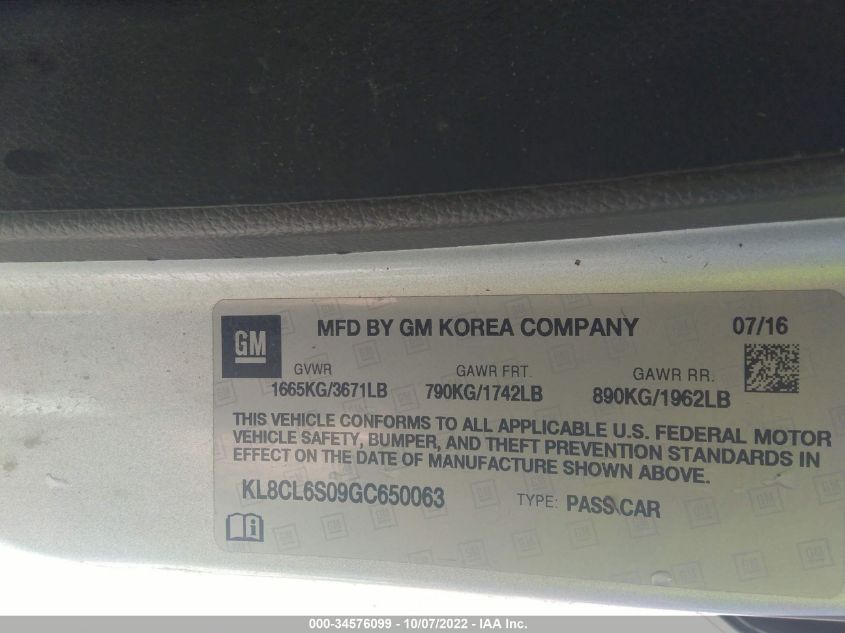 GM
MFD BY GM KOREA COMPANY 07/16
GVWR GAWR FRT. GAWR RR.
1665KG/3671LB 790KG/1742LB 890KG/1962LB
THIS VEHICLE CONFORMS TO ALL APPLICABLE U.S. FEDERAL MOTOR
VEHICLE SAFETY, BUMPER, AND THEFT PREVENTION STANDARDS IN
EFFECT ON THE DATE OF MANUFACTURE SHOWN ABOVE.
KL8CL6S09GC650063 TYPE: PASS CAR
000-34576099 - 10/07/2022 - IAA Inc.